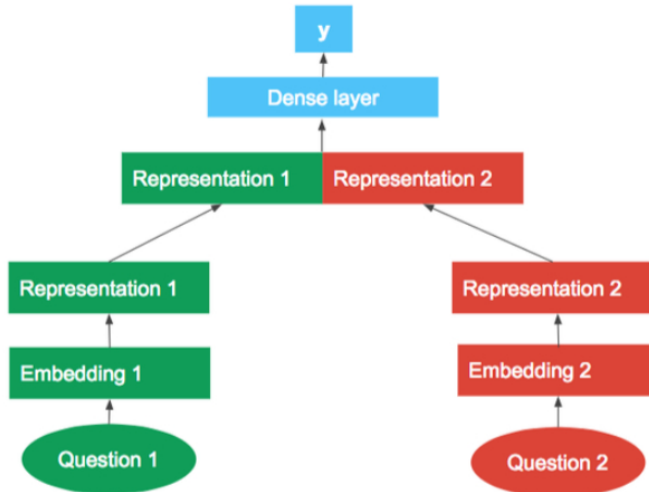 y
Dense layer
Representation 1 Representation 2
Representation 1 Representation 2
Embedding 1 Embedding 2
Question 1 Question 2